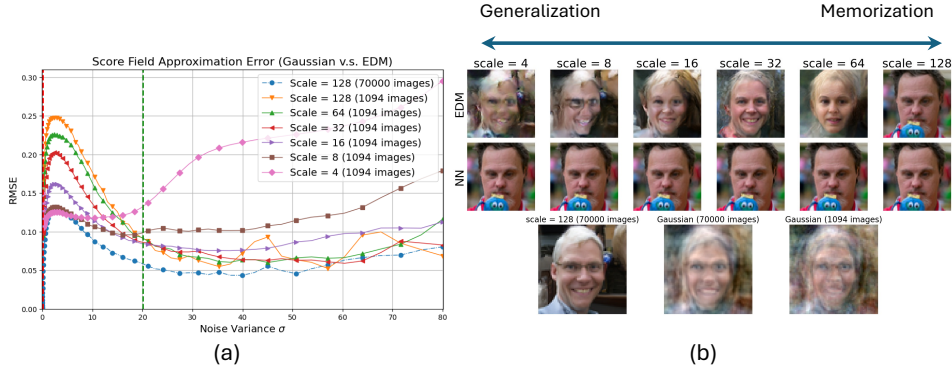 Generalization
Memorization
Score Field Approximation Error (Gaussian v.s. EDM)
0.30
0.25
0.20
0.15
0.10
0.05
0.00
RMSE
Scale = 128 (70000 images)
Scale = 128 (1094 images)
Scale = 64 (1094 images)
Scale = 32 (1094 images)
Scale = 16 (1094 images)
Scale = 8 (1094 images)
Scale = 4 (1094 images)
0 10 20 30 40 50 60 70 80
Noise Variance σ
(a)
scale = 4 scale = 8 scale = 16 scale = 32 scale = 64 scale = 128
EDM
NN
scale = 128 (70000 images) Gaussian (70000 images) Gaussian (1094 images)
(b)